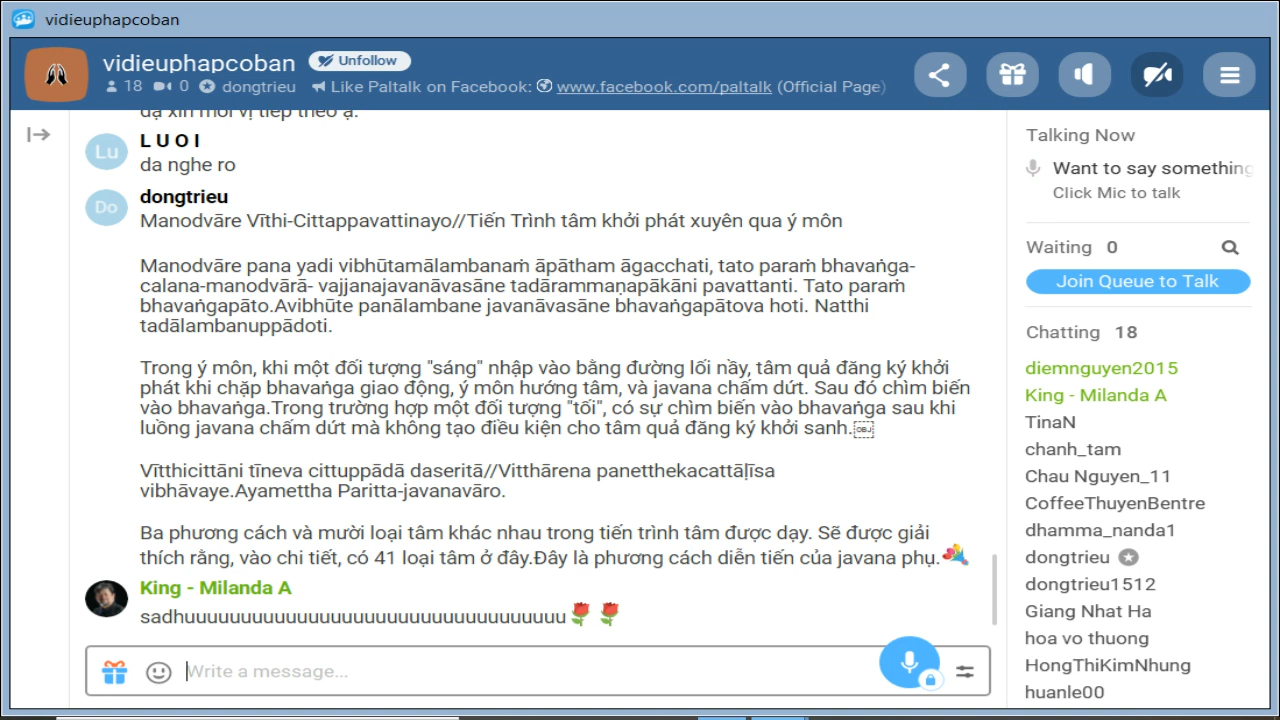 vidieuphapcoban
vidieuphapcoban Unfollow
18 0 dongtrieu Like Paltalk on Facebook: www.facebook.com/paltalk (Official Page)
dạ xin mời vị tiếp theo ạ.
Lu L U O I
da nghe ro
Do dongtrieu
Manodvāre Vīthi-Cittappavattinayo//Tiến Trình tâm khởi phát xuyên qua ý môn
Manodvāre pana yadi vibhūtamālambanaṁ āpātham āgacchati, tato paraṁ bhavaṅga-
calana-manodvārā- vajjanajavanāvasāne tadārammaṇapākāni pavattanti. Tato paraṁ
bhavaṅgapāto.Avibhūte panālambane javanāvasāne bhavaṅgapātova hoti. Natthi
tadālambanuppādoti.
Trong ý môn, khi một đối tượng "sáng" nhập vào bằng đường lối nầy, tâm quả đăng ký khởi
phát khi chặp bhavaṅga giao động, ý môn hướng tâm, và javana chấm dứt. Sau đó chìm biến
vào bhavaṅga.Trong trường hợp một đối tượng "tối", có sự chìm biến vào bhavaṅga sau khi
luồng javana chấm dứt mà không tạo điều kiện cho tâm quả đăng ký khởi sanh.
Vītthicittāni tīneva cittuppādā daseritā//Vitthārena panetthekacattāḷīsa
vibhāvaye.Ayamettha Paritta-javanavāro.
Ba phương cách và mười loại tâm khác nhau trong tiến trình tâm được dạy. Sẽ được giải
thích rằng, vào chi tiết, có 41 loại tâm ở đây.Đây là phương cách diễn tiến của javana phụ.
King - Milanda A
sadhuuuuuuuuuuuuuuuuuuuuuuuuuuuuuuuuuu
Write a message...
Talking Now
Want to say something
Click Mic to talk
Waiting 0
Join Queue to Talk
Chatting 18
diemnguyen2015
King - Milanda A
TinaN
chanh_tam
Chau Nguyen_11
CoffeeThuyenBentre
dhamma_nanda1
dongtrieu
dongtrieu1512
Giang Nhat Ha
hoa vo thuong
HongThiKimNhung
huanle00